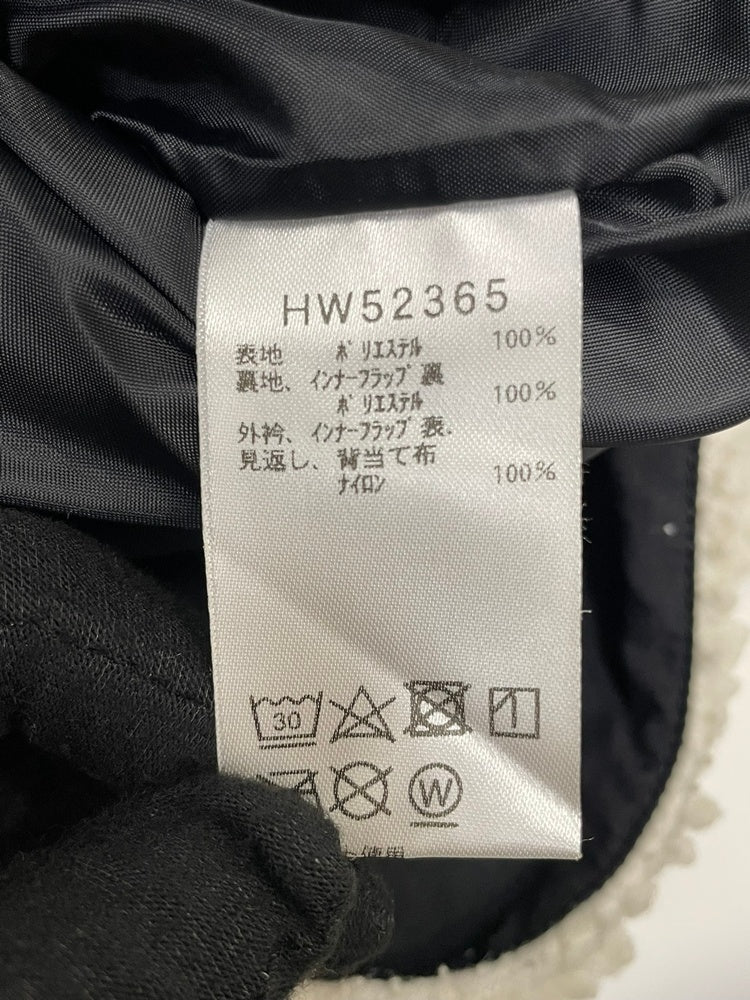 HW52365
表地 ポリエステル 100%
裏地、インナーフラップ裏
ポリエステル 100%
外衿、インナーフラップ表、
見返し、背当て布
ナイロン 100%
30
W
使用